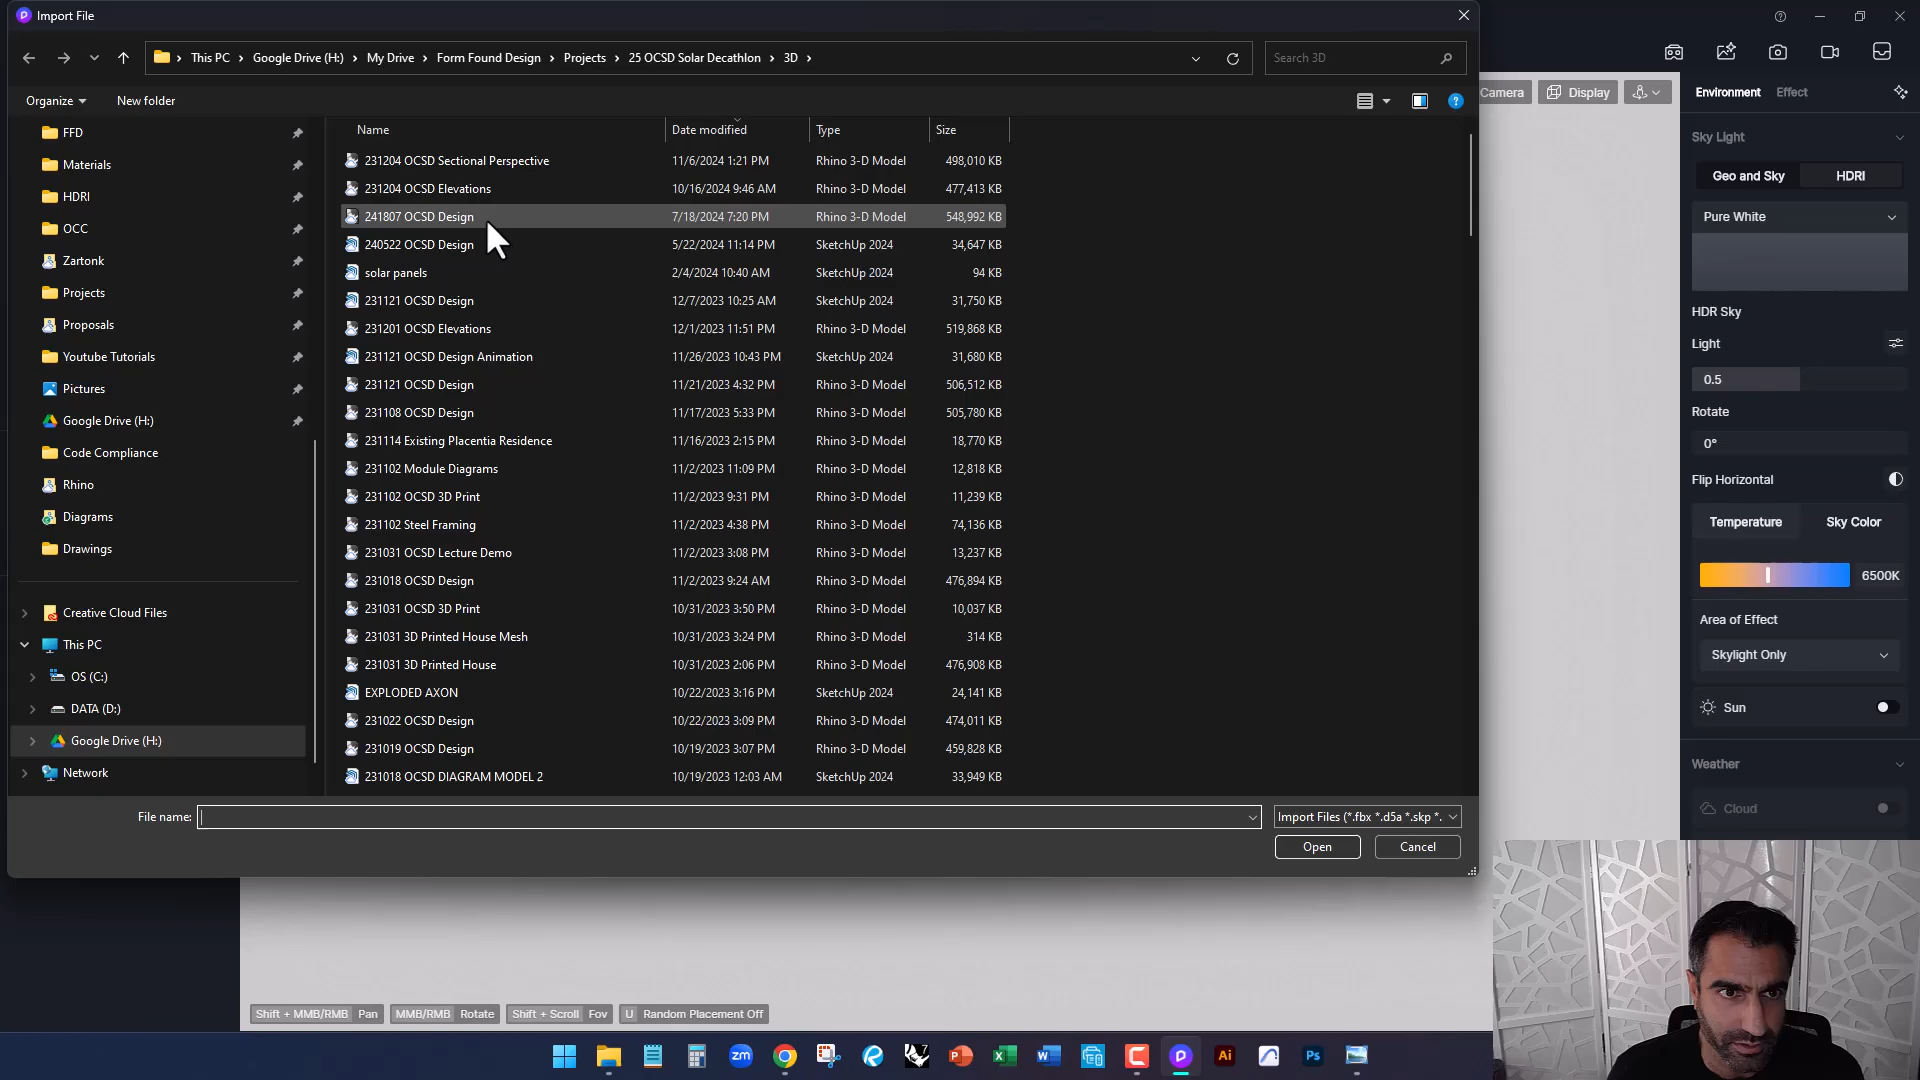 Import File
This PC > Google Drive (H:) > My Drive > Form Found Design > Projects > 25 OCSD Solar Decathlon > 3D >
Search 3D
Organize
New folder
Camera
Display
Environment
Effect
FFD
Materials
HDRI
OCC
Zartonk
Projects
Proposals
Youtube Tutorials
Pictures
Google Drive (H:)
Code Compliance
Rhino
Diagrams
Drawings
Creative Cloud Files
This PC
OS (C:)
DATA (D:)
Google Drive (H:)
Network
Name Date modified Type Size
231204 OCSD Sectional Perspective 11/6/2024 1:21 PM Rhino 3-D Model 498,010 KB
231204 OCSD Elevations 10/16/2024 9:46 AM Rhino 3-D Model 477,413 KB
241807 OCSD Design 7/18/2024 7:20 PM Rhino 3-D Model 548,992 KB
240522 OCSD Design 5/22/2024 11:14 PM SketchUp 2024 34,647 KB
solar panels 2/4/2024 10:40 AM SketchUp 2024 94 KB
231121 OCSD Design 12/7/2023 10:25 AM SketchUp 2024 31,750 KB
231201 OCSD Elevations 12/1/2023 11:51 PM Rhino 3-D Model 519,868 KB
231121 OCSD Design Animation 11/26/2023 10:43 PM SketchUp 2024 31,680 KB
231121 OCSD Design 11/21/2023 4:32 PM Rhino 3-D Model 506,512 KB
231108 OCSD Design 11/17/2023 5:33 PM Rhino 3-D Model 505,780 KB
231114 Existing Placentia Residence 11/16/2023 2:15 PM Rhino 3-D Model 18,770 KB
231102 Module Diagrams 11/2/2023 11:09 PM Rhino 3-D Model 12,818 KB
231102 OCSD 3D Print 11/2/2023 9:31 PM Rhino 3-D Model 11,239 KB
231102 Steel Framing 11/2/2023 4:38 PM Rhino 3-D Model 74,136 KB
231031 OCSD Lecture Demo 11/2/2023 3:08 PM Rhino 3-D Model 13,237 KB
231018 OCSD Design 11/2/2023 9:24 AM Rhino 3-D Model 476,894 KB
231031 OCSD 3D Print 10/31/2023 3:50 PM Rhino 3-D Model 10,037 KB
231031 3D Printed House Mesh 10/31/2023 3:24 PM Rhino 3-D Model 314 KB
231031 3D Printed House 10/31/2023 2:06 PM Rhino 3-D Model 476,908 KB
EXPLODED AXON 10/22/2023 3:16 PM SketchUp 2024 24,141 KB
231022 OCSD Design 10/22/2023 3:09 PM Rhino 3-D Model 474,011 KB
231019 OCSD Design 10/19/2023 3:07 PM Rhino 3-D Model 459,828 KB
231018 OCSD DIAGRAM MODEL 2 10/19/2023 12:03 AM SketchUp 2024 33,949 KB
File name:
Import Files (*.fbx *.d5a *.skp *.
Open
Cancel
Sky Light
Geo and Sky
HDRI
Pure White
HDR Sky
Light
0.5
Rotate
0°
Flip Horizontal
Temperature
Sky Color
6500K
Area of Effect
Skylight Only
Sun
Weather
Cloud
Shift + MMB/RMB Pan
MMB/RMB Rotate
Shift + Scroll Fov
U Random Placement Off
zm
7
P
X
W
C
Ai
Ps